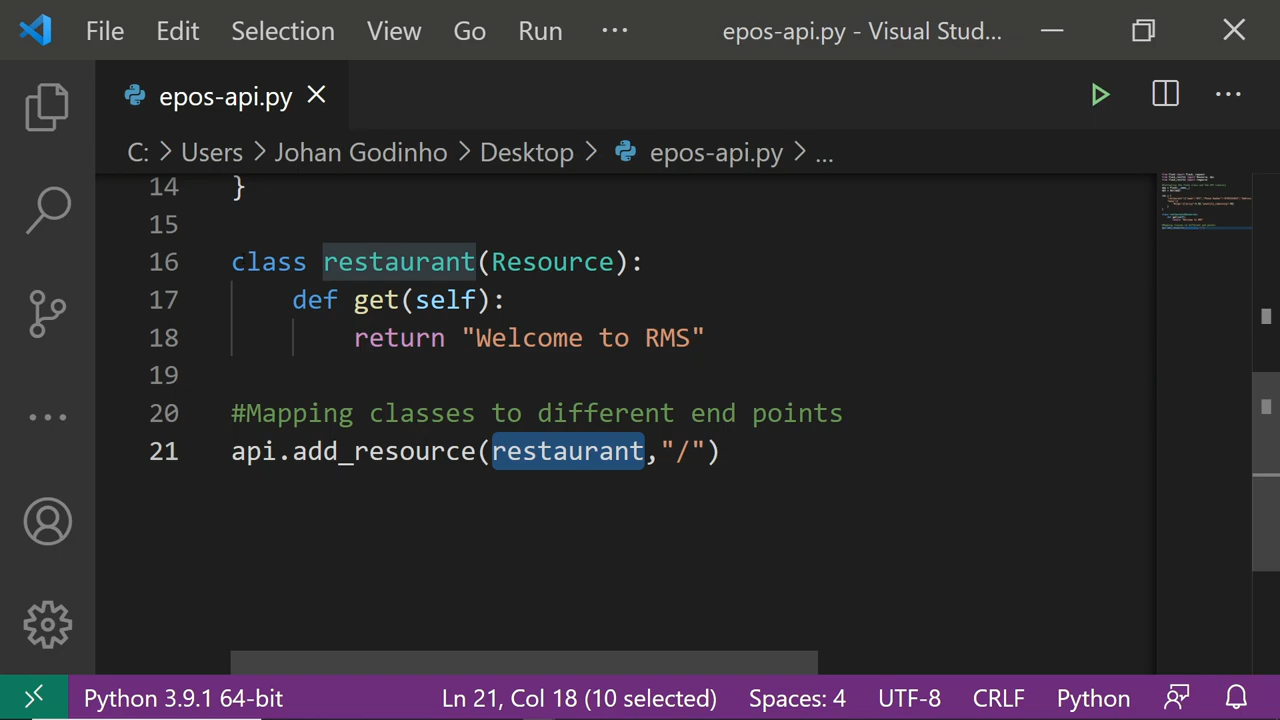 File Edit Selection View Go Run ··· epos-api.py - Visual Stud...
epos-api.py
C: > Users > Johan Godinho > Desktop > epos-api.py > ...
14 }
15
16 class restaurant(Resource):
17 def get(self):
18 return "Welcome to RMS"
19
20 #Mapping classes to different end points
21 api.add_resource(restaurant,"/")
Python 3.9.1 64-bit Ln 21, Col 18 (10 selected) Spaces: 4 UTF-8 CRLF Python